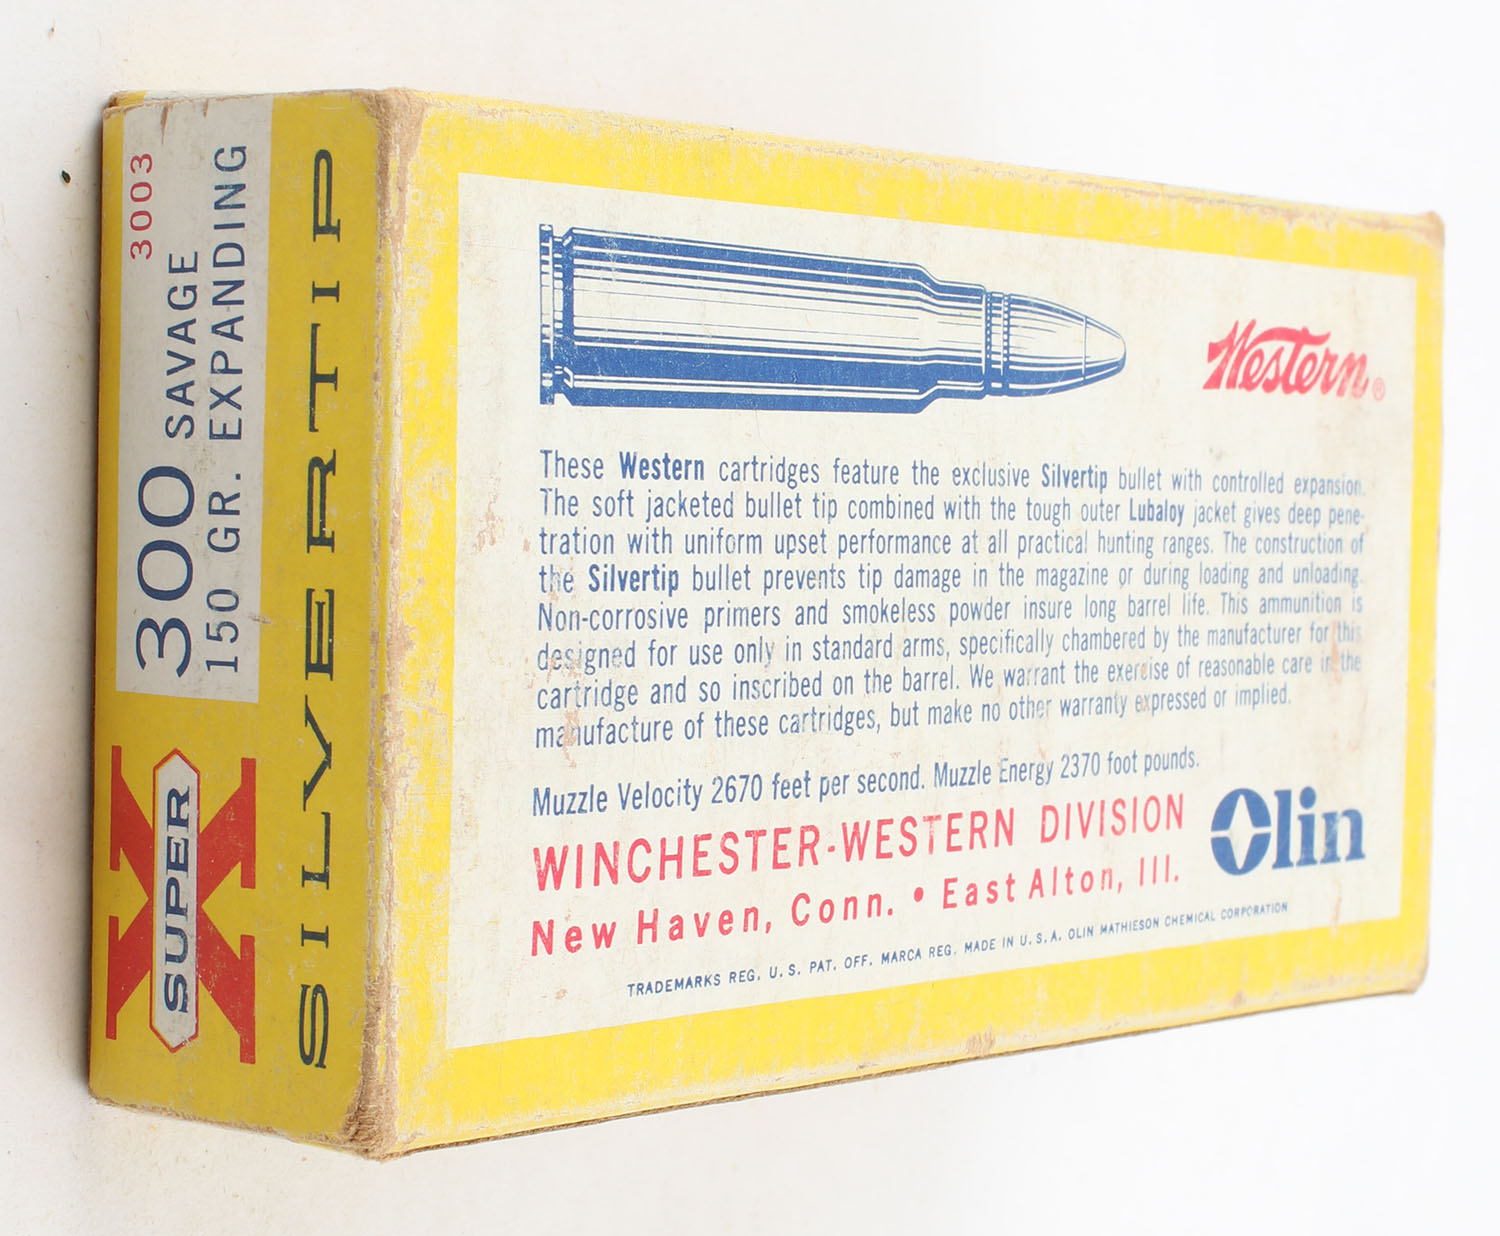 3003
300 SAVAGE
150 GR. EXPANDING
SUPER X
SILVERTIP
Western®
These Western cartridges feature the exclusive Silvertip bullet with controlled expansion.
The soft jacketed bullet tip combined with the tough outer Lubaloy jacket gives deep pene-
tration with uniform upset performance at all practical hunting ranges. The construction of
the Silvertip bullet prevents tip damage in the magazine or during loading and unloading.
Non-corrosive primers and smokeless powder insure long barrel life. This ammunition is
designed for use only in standard arms, specifically chambered by the manufacturer for this
cartridge and so inscribed on the barrel. We warrant the exercise of reasonable care in the
manufacture of these cartridges, but make no other warranty expressed or implied.
Muzzle Velocity 2670 feet per second. Muzzle Energy 2370 foot pounds.
WINCHESTER-WESTERN DIVISION
New Haven, Conn. • East Alton, Ill.
Olin
TRADEMARKS REG. U.S. PAT. OFF. MARCA REG. MADE IN U.S.A. OLIN MATHIESON CHEMICAL CORPORATION